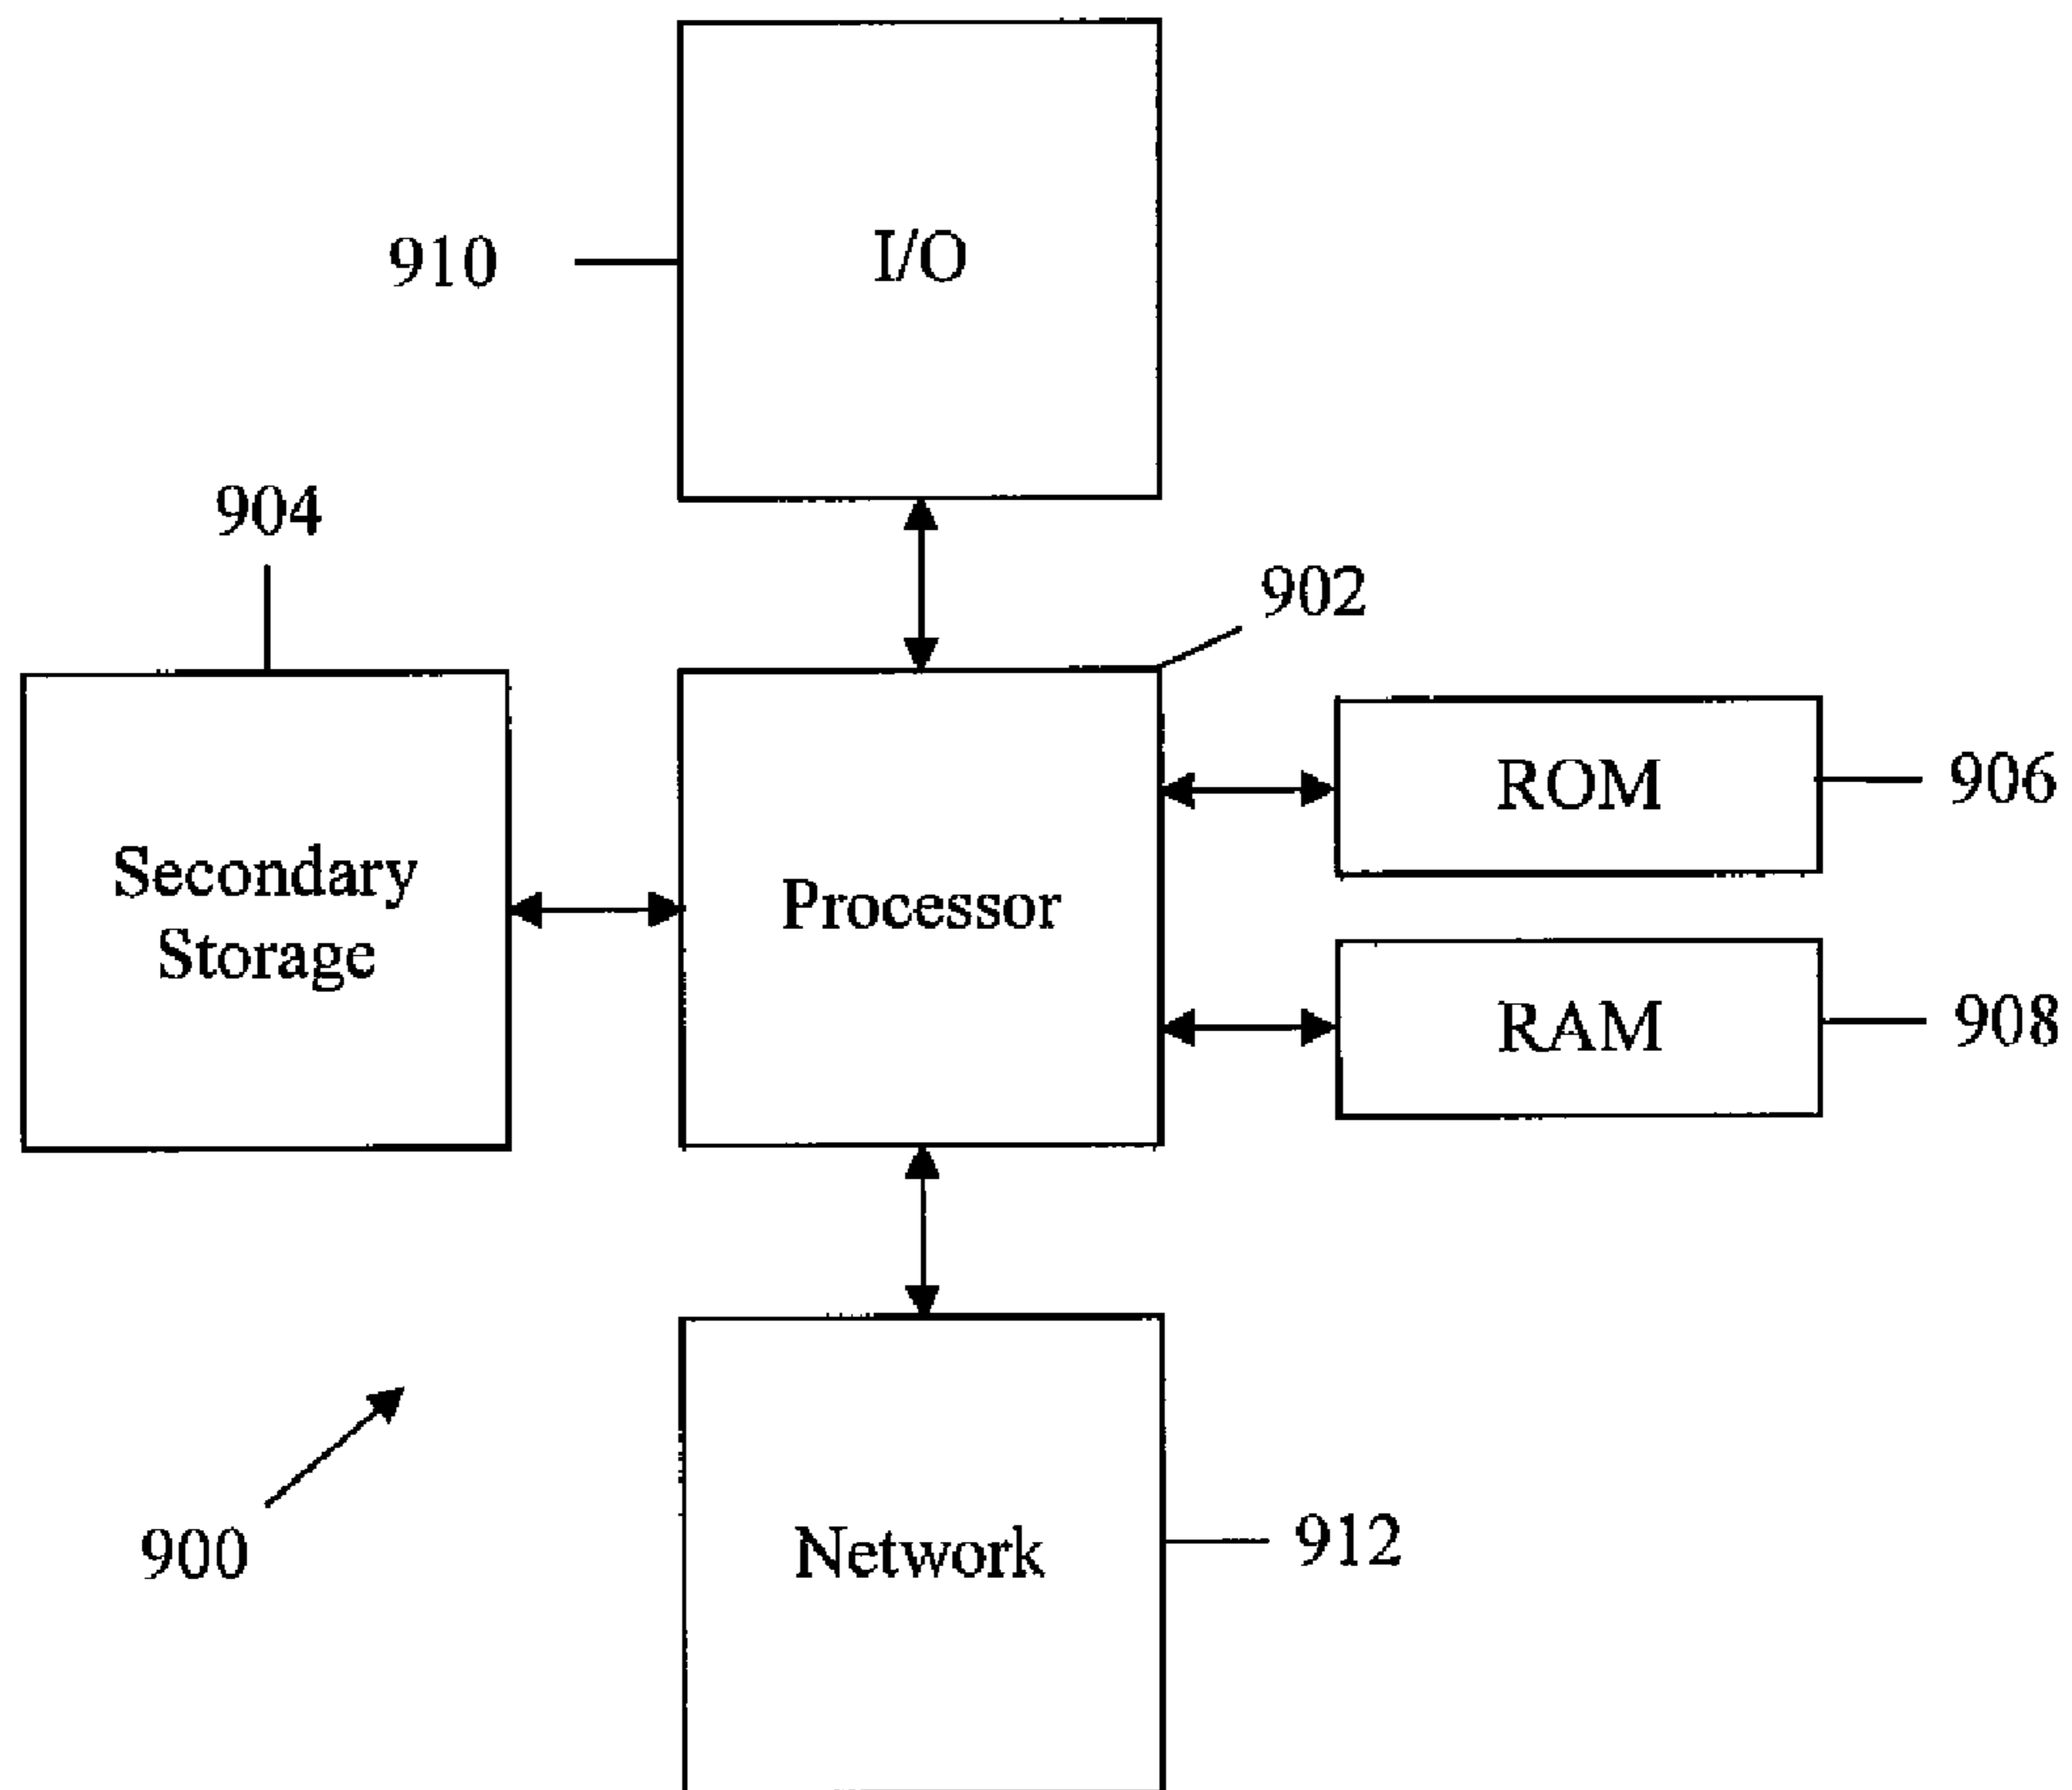 910
I/O
904
902
ROM
906
Secondary
Storage
Processor
RAM
908
900
Network
912